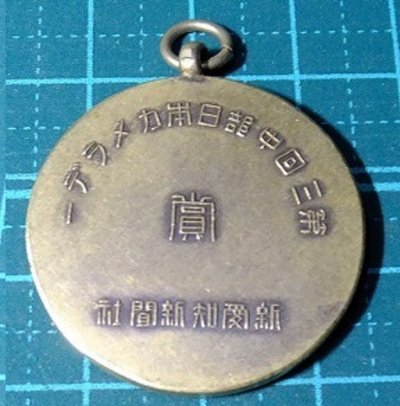 第三回中部日本カメラデー
賞
新愛知新聞社